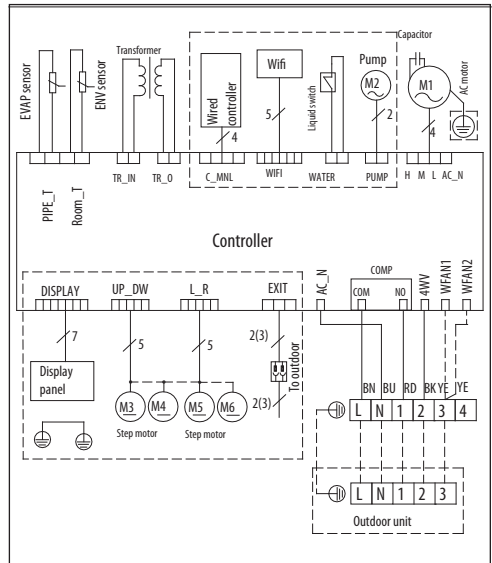 Capacitor
Transformer
EVAP sensor
ENV sensor
Wired
controller
4
Wifi
5
Liquid switch
Pump
M2
2
M1
4
AC motor
PIPE_T
Room_T
TR_IN
TR_O
C_MNL
WIFI
WATER
PUMP
H M L AC_N
Controller
DISPLAY
UP_DW
L_R
EXIT
AC_N
COMP
COM
NO
4WV
WFAN1
WFAN2
7
5
5
2(3)
To outdoor
2(3)
Display
panel
M3
M4
M5
M6
Step motor
Step motor
BN
BU
RD
BK
YE
YE
L N 1 2 3 4
L N 1 2 3
Outdoor unit